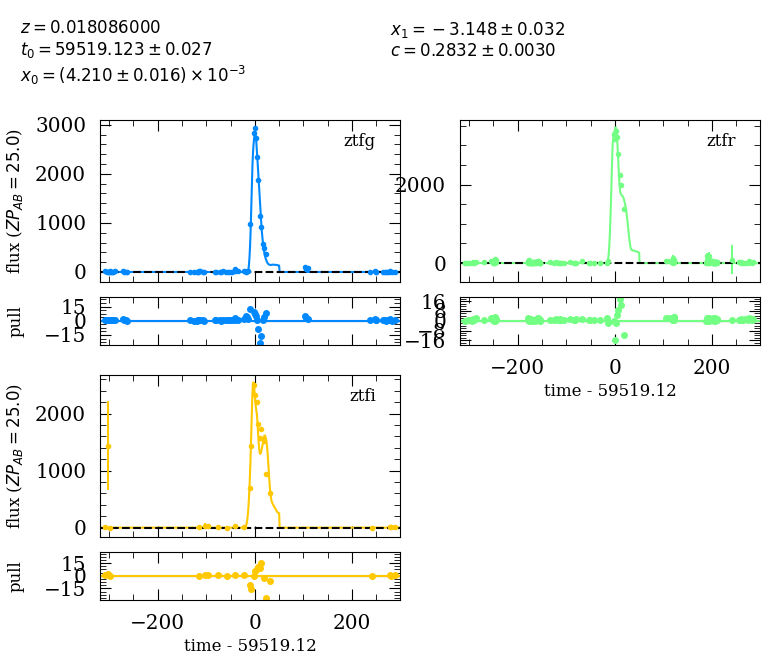 z = 0.018086000
t₀ = 59519.123 ± 0.027
x₀ = (4.210 ± 0.016) × 10⁻³
x₁ = −3.148 ± 0.032
c = 0.2832 ± 0.0030
ztfg
flux (ZP_AB = 25.0)
3000
2000
1000
0
pull
15
0
−15
ztfr
2000
0
16
8
0
−8
−16
−200 0 200
time - 59519.12
ztfi
flux (ZP_AB = 25.0)
2000
1000
0
pull
15
0
−15
−200 0 200
time - 59519.12